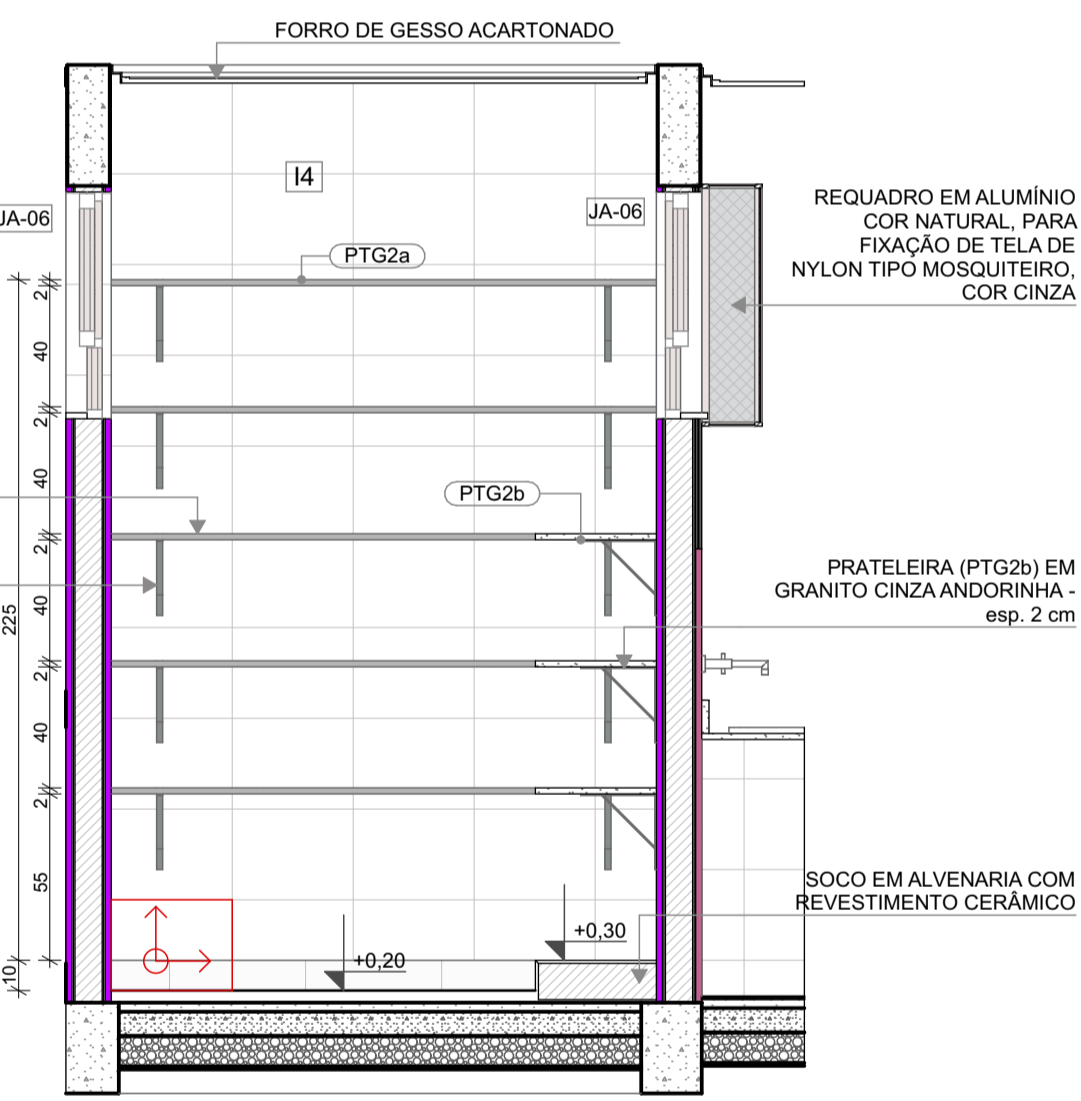 FORRO DE GESSO ACARTONADO
I4
JA-06
JA-06
REQUADRO EM ALUMÍNIO
COR NATURAL, PARA
FIXAÇÃO DE TELA DE
NYLON TIPO MOSQUITEIRO,
COR CINZA
PTG2a
2
40
2
40
PTG2b
2
40
225
PRATELEIRA (PTG2b) EM
GRANITO CINZA ANDORINHA -
esp. 2 cm
2
40
2
55
SOCO EM ALVENARIA COM
REVESTIMENTO CERÂMICO
+0,30
+0,20
10